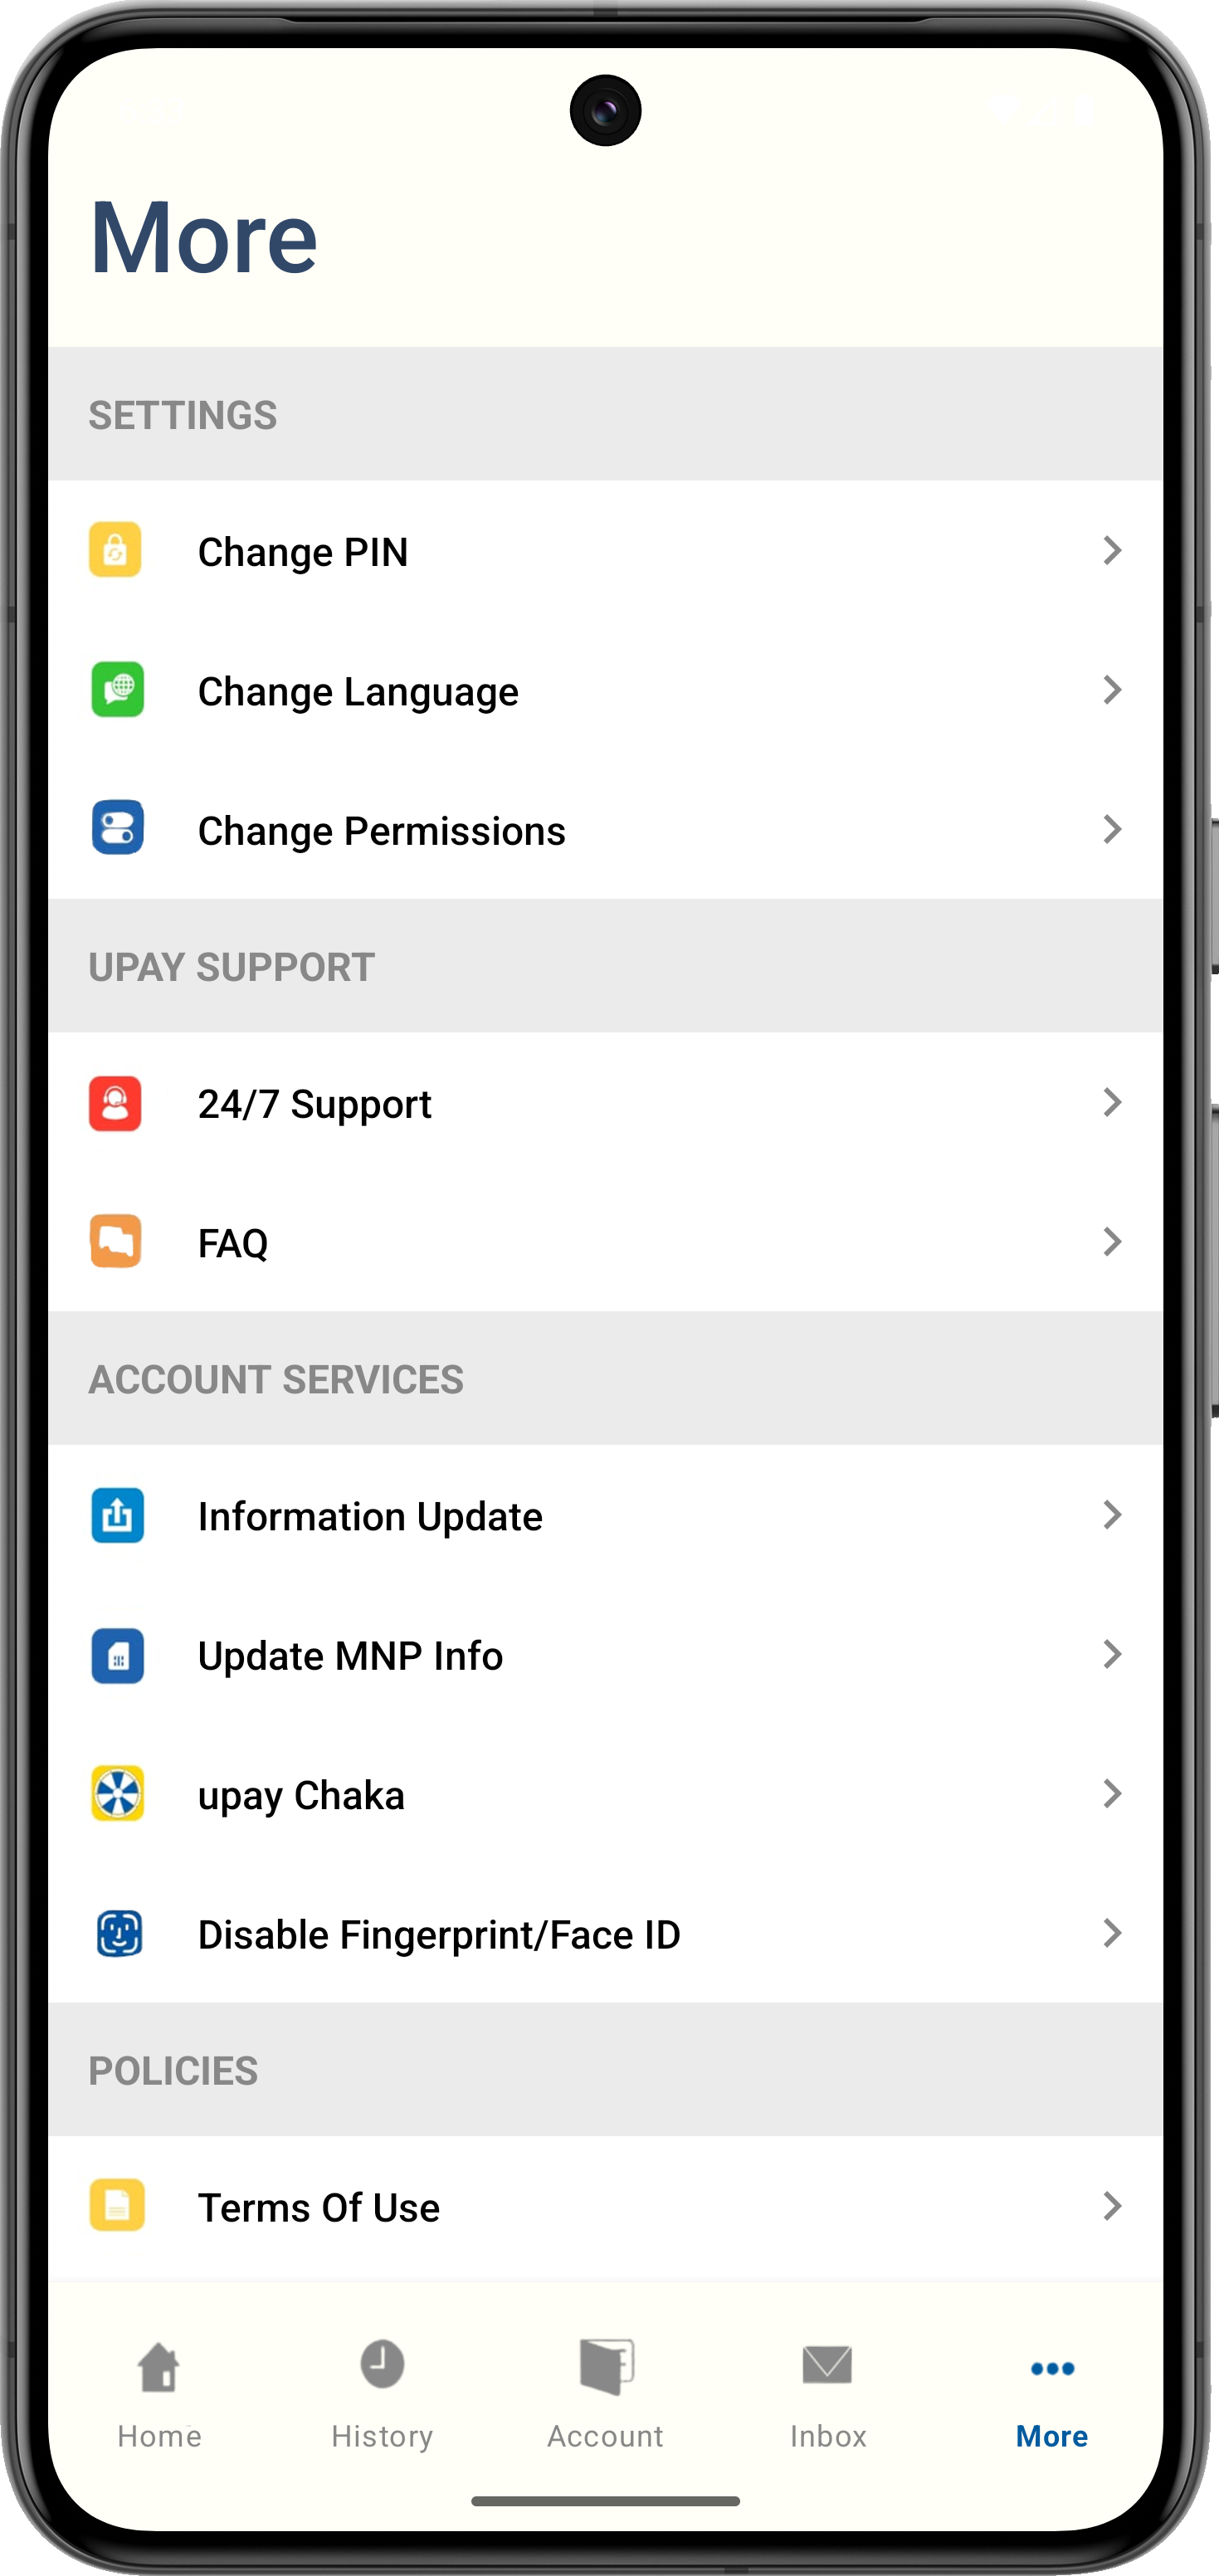 More
SETTINGS
Change PIN
Change Language
Change Permissions
UPAY SUPPORT
24/7 Support
FAQ
ACCOUNT SERVICES
Information Update
Update MNP Info
upay Chaka
Disable Fingerprint/Face ID
POLICIES
Terms Of Use
Home
History
Account
Inbox
More